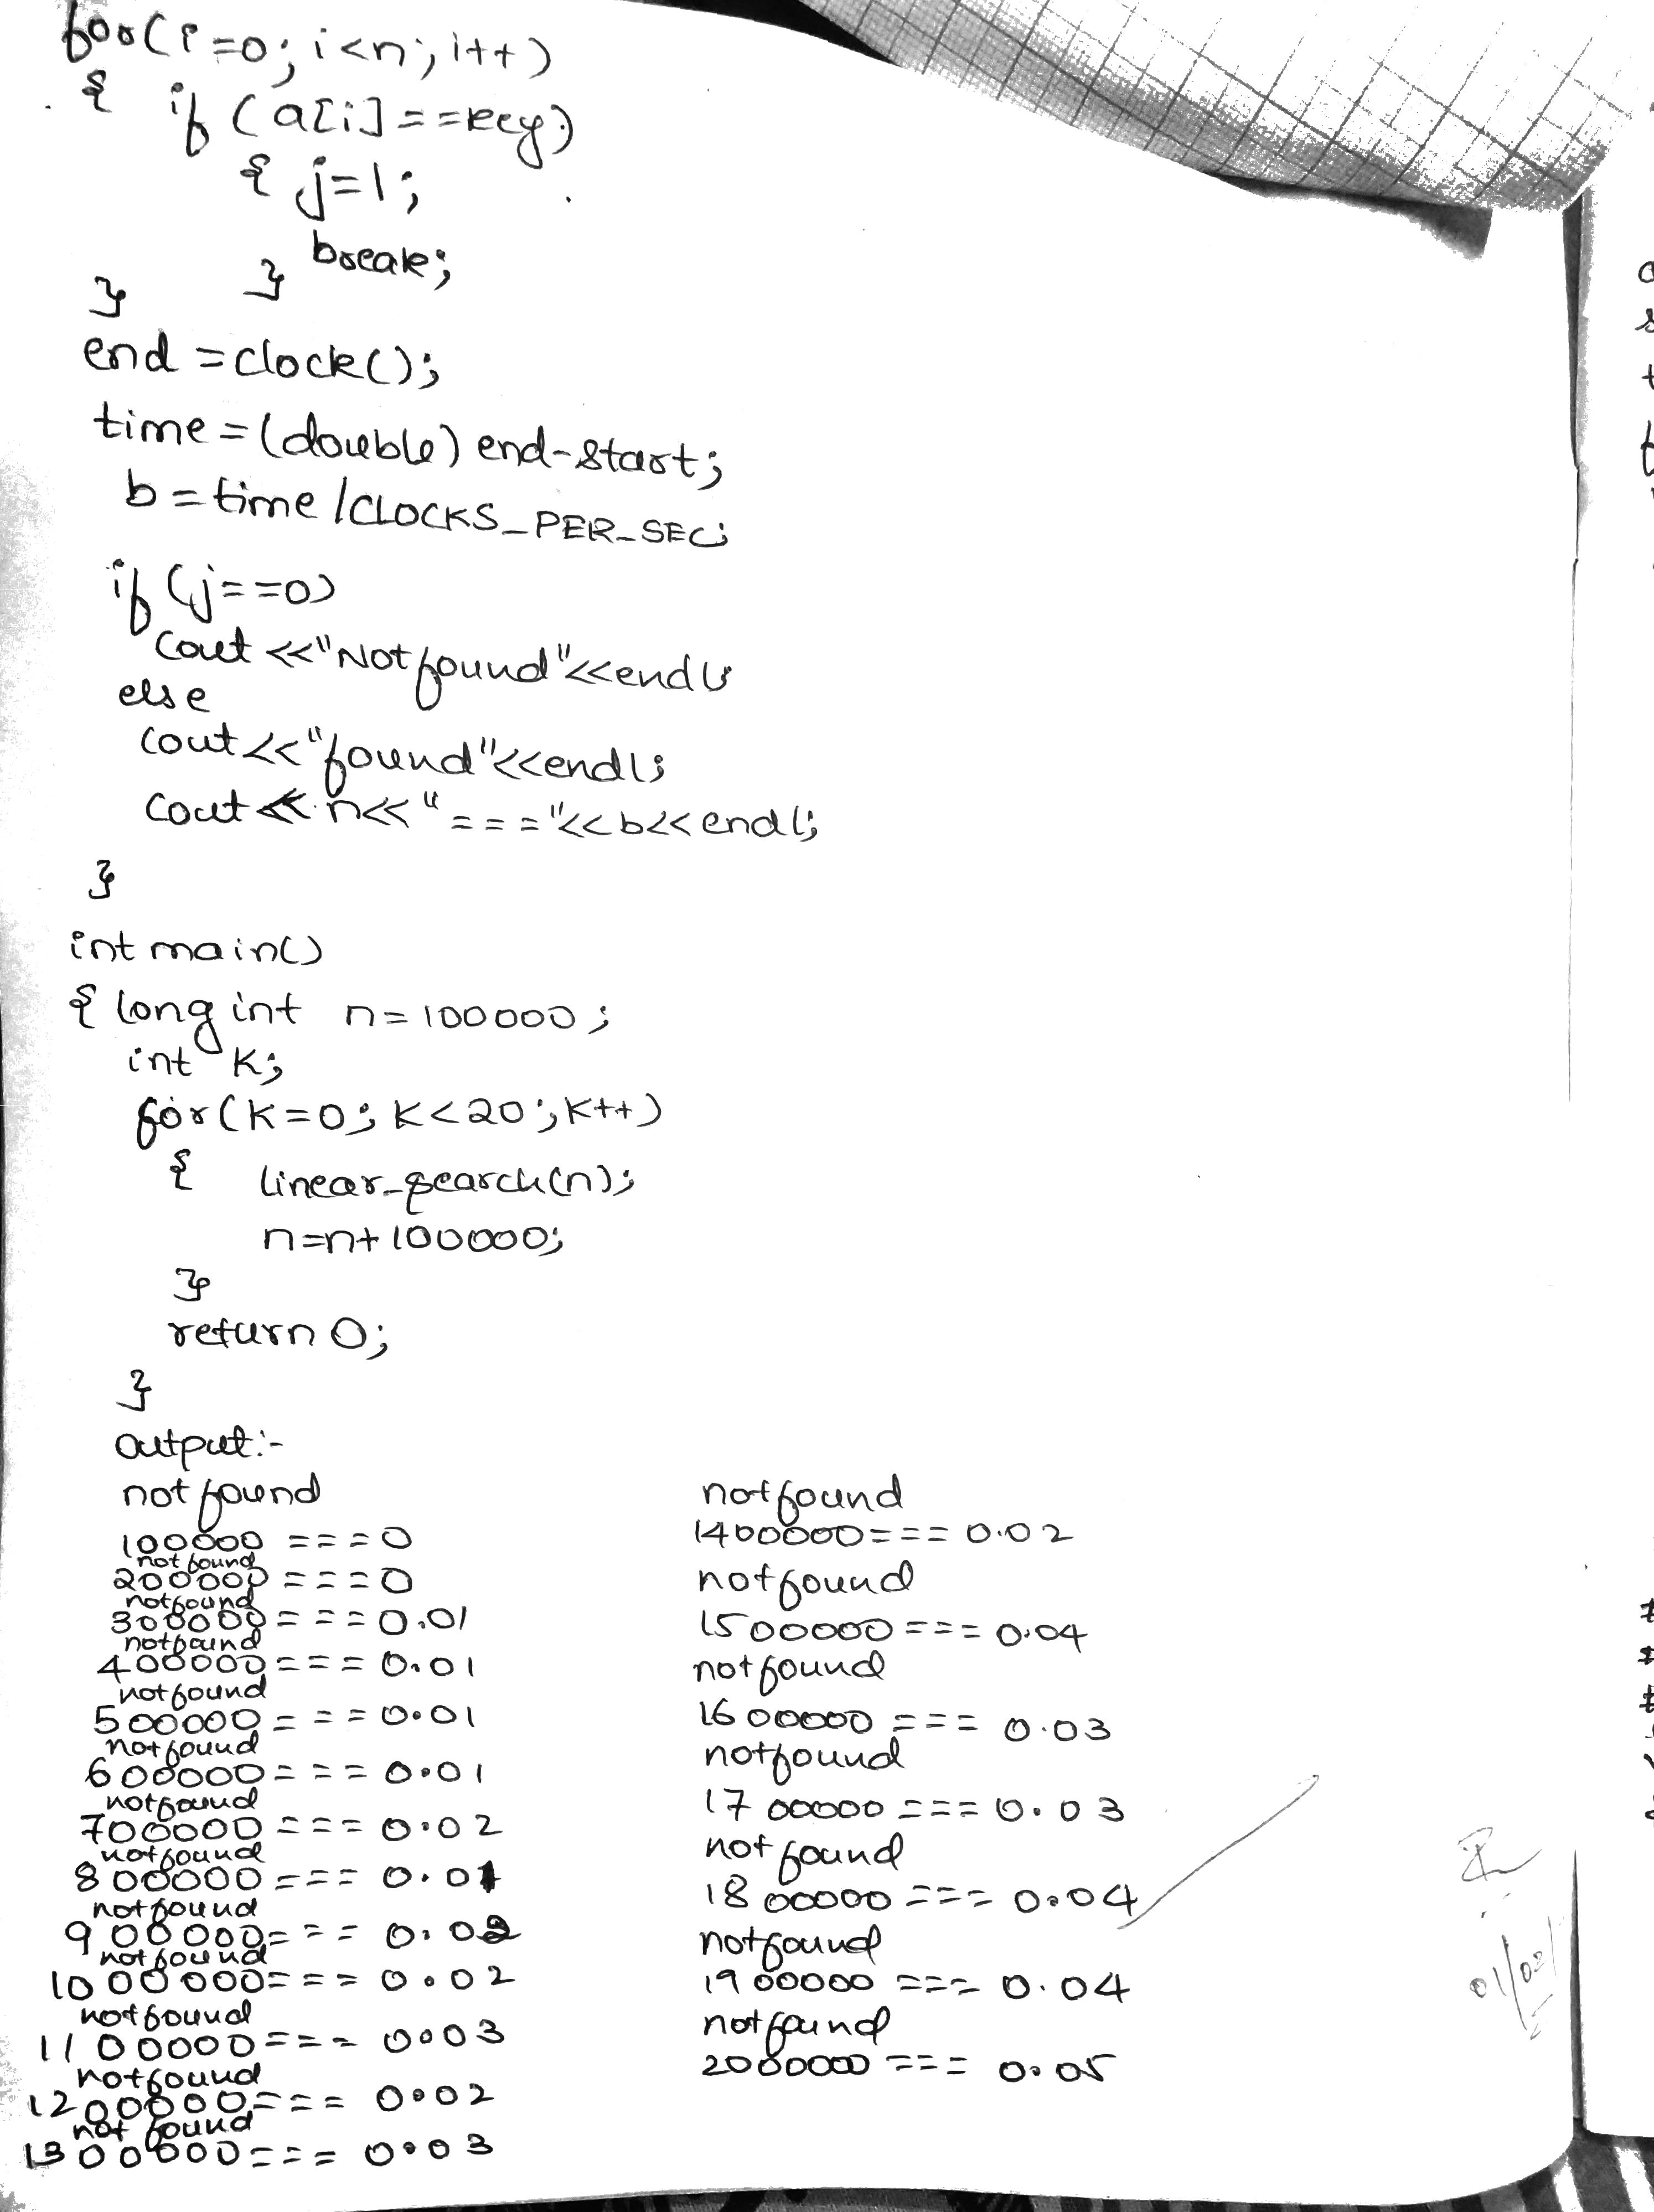 for(i=0; i<n; i++)
{ if (a[i]==key)
{ j=1;
break;
} }
end =clock();
time =(double) end-start;
b = time /CLOCKS_PER_SEC;
if (j==0)
cout <<"Not found"<<endl;
else
cout<<"found"<<endl;
cout<< n<<"==="<<b<<endl;
}
int main()
{ long int n=100000;
int k;
for(k=0; k<20; k++)
{ linear_search(n);
n=n+100000;
}
return 0;
}
output:-
not found
100000 ====0
not found
200000 ====0
not found
300000====0.01
not found
400000====0.01
not found
500000===0.01
not found
600000===0.01
not found
700000===0.02
not found
800000===0.01
not found
900000===0.02
not found
1000000===0.02
not found
1100000===0.03
not found
1200000===0.02
not found
1300000===0.03
not found
1400000===0.02
not found
1500000===0.04
not found
1600000===0.03
not found
1700000===0.03
not found
1800000===0.04
not found
1900000===0.04
not found
2000000===0.05